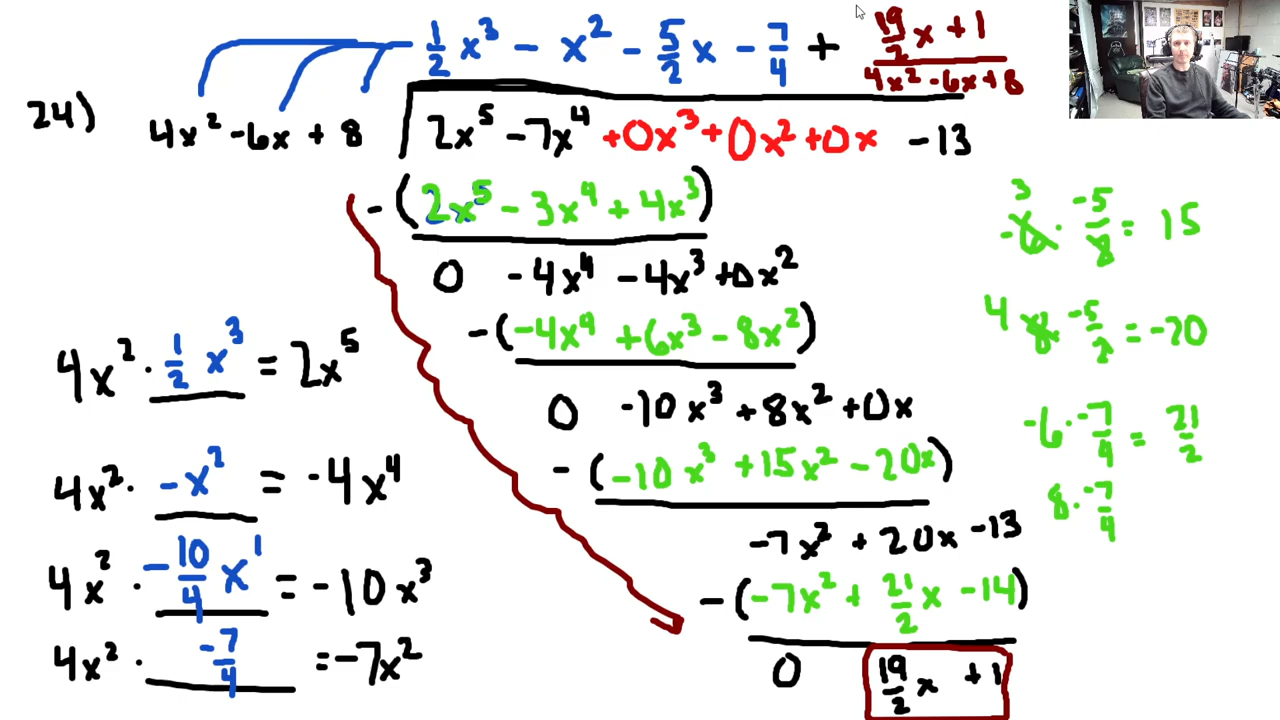 1/2 x³ - x² - 5/2 x - 7/4 + (19/2 x + 1)/(4x² - 6x + 8)
24) 4x² - 6x + 8 2x⁵ - 7x⁴ + 0x³ + 0x² + 0x - 13
- (2x⁵ - 3x⁴ + 4x³)
0 - 4x⁴ - 4x³ + 0x²
- (-4x⁴ + 6x³ - 8x²)
0 - 10x³ + 8x² + 0x
- (-10x³ + 15x² - 20x)
-7x² + 20x - 13
- (-7x² + 21/2 x - 14)
0 19/2 x + 1
4x² · 1/2 x³ = 2x⁵
4x² · -x² = -4x⁴
4x² · -10/4 x¹ = -10x³
4x² · -7/4 = -7x²
3
-6 · -5/8 = 15
4 8 · -5/2 = -20
-6 · -7/4 = 21/2
8 · -7/4